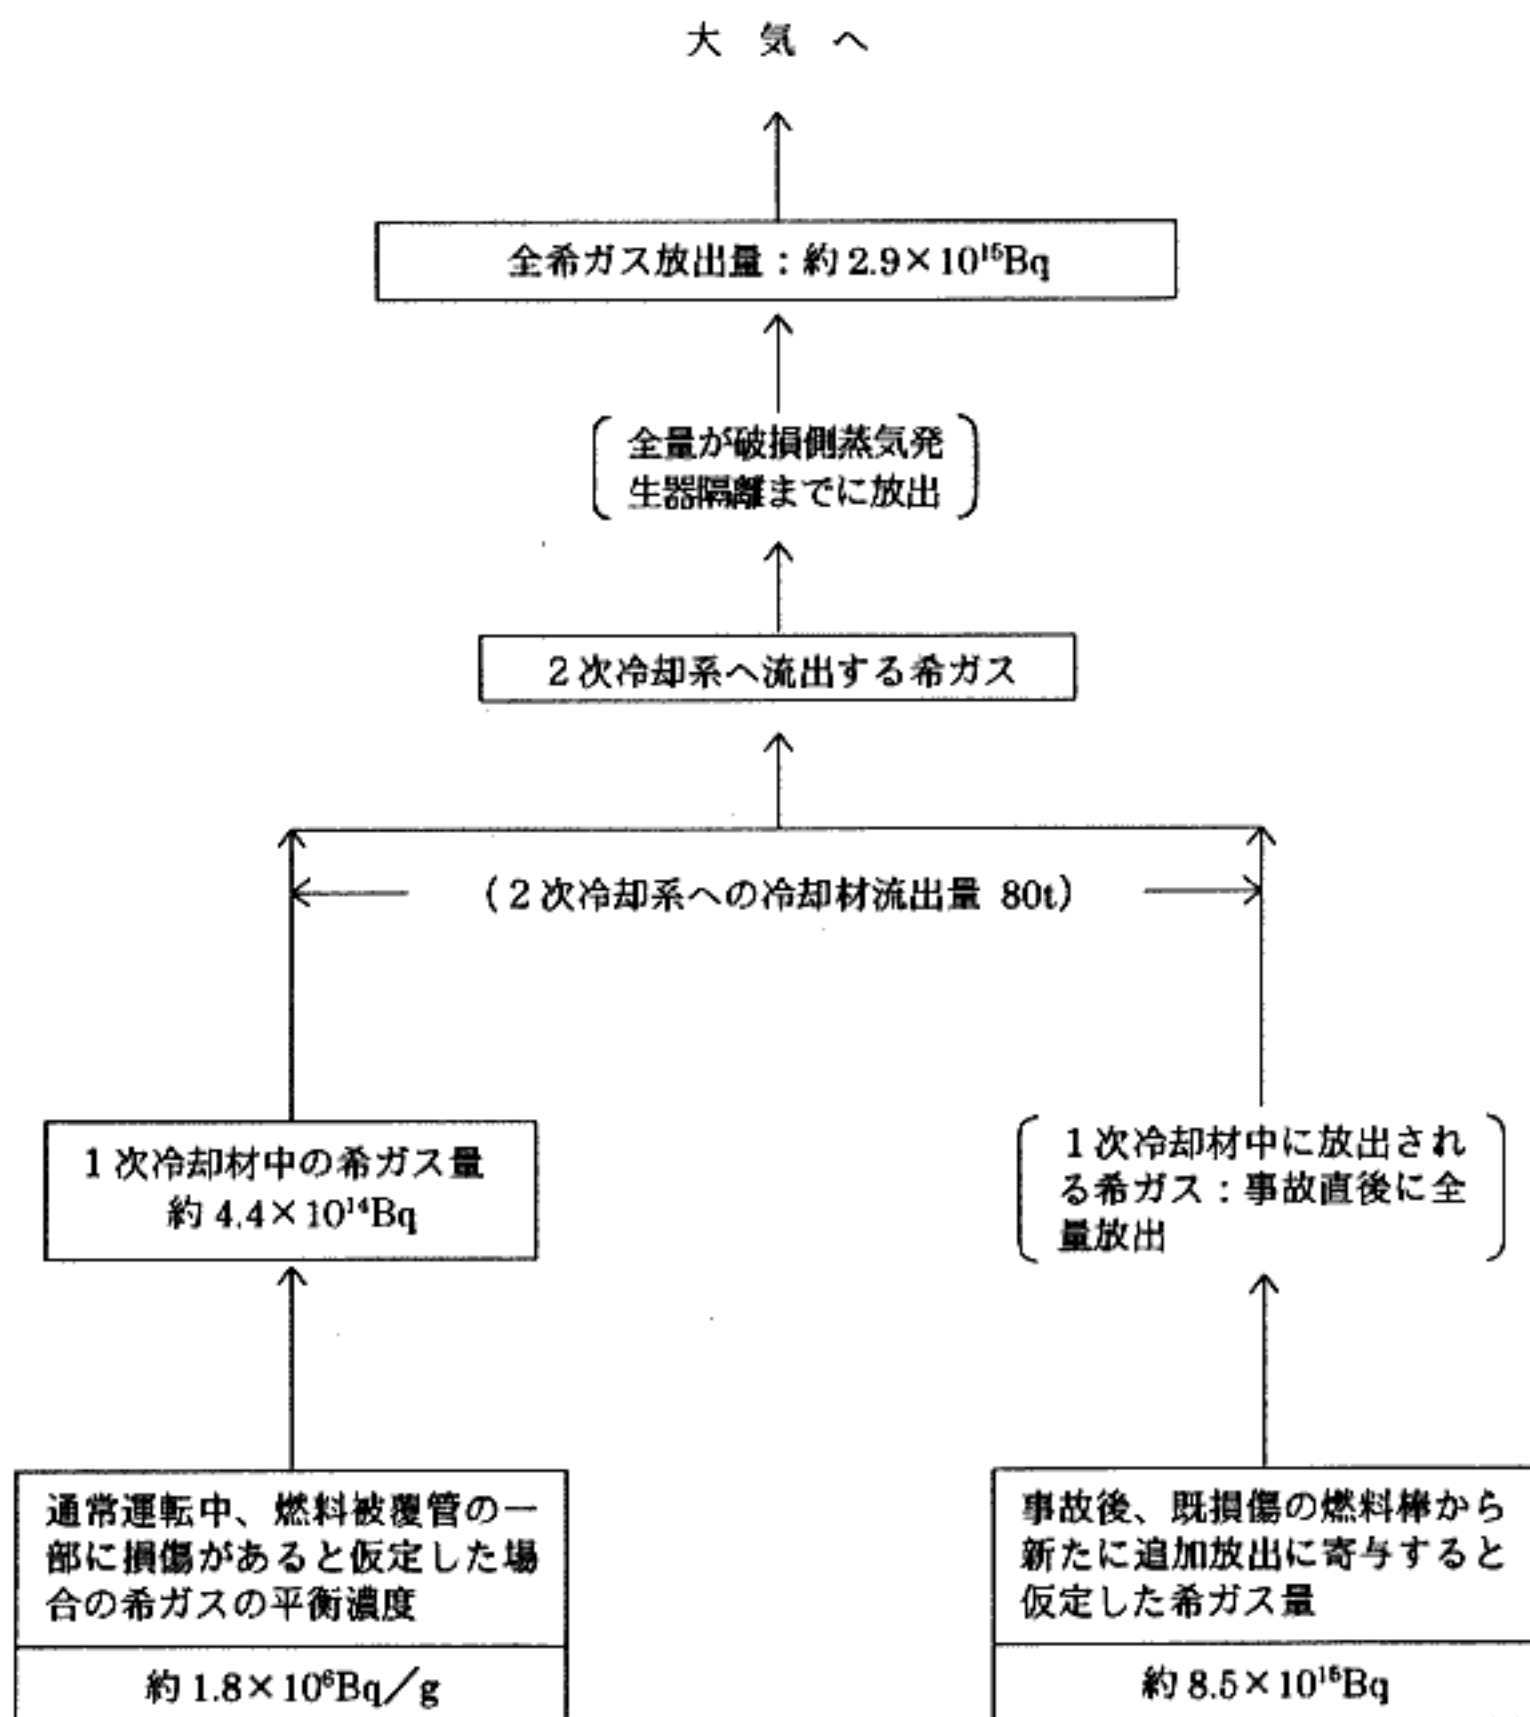 大 気 へ
全希ガス放出量：約 2.9×10¹⁵Bq
全量が破損側蒸気発
生器隔離までに放出
2次冷却系へ流出する希ガス
(2次冷却系への冷却材流出量 80t)
1次冷却材中の希ガス量
約 4.4×10¹⁴Bq
1次冷却材中に放出され
る希ガス：事故直後に全
量放出
通常運転中、燃料被覆管の一
部に損傷があると仮定した場
合の希ガスの平衡濃度
約 1.8×10⁶Bq／g
事故後、既損傷の燃料棒から
新たに追加放出に寄与すると
仮定した希ガス量
約 8.5×10¹⁵Bq